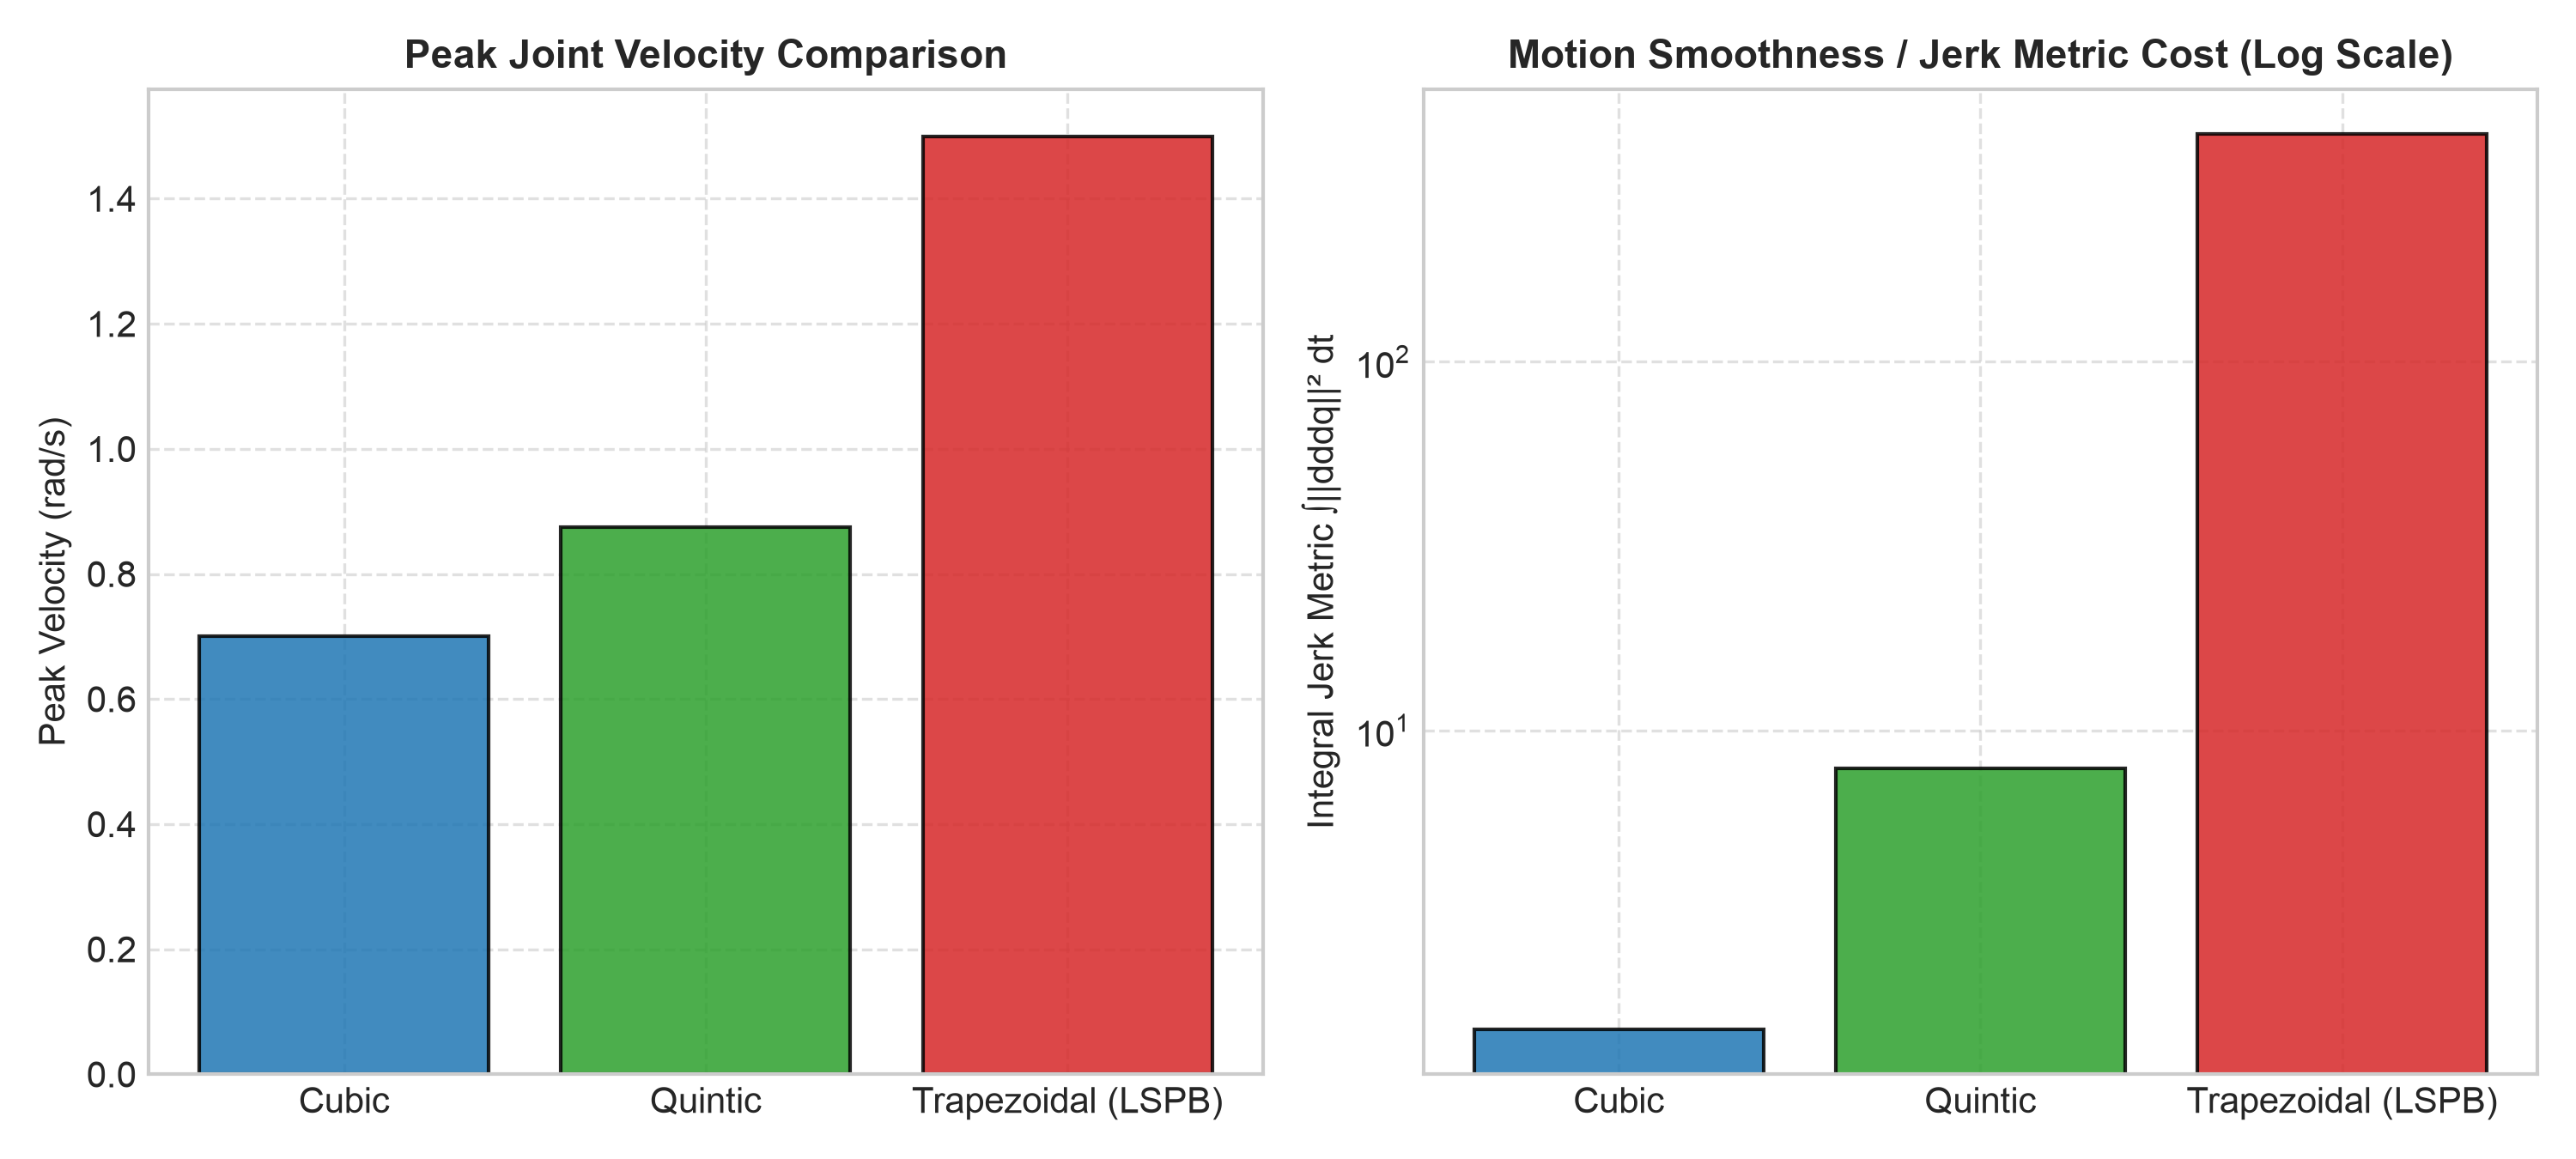 Peak Joint Velocity Comparison
Peak Velocity (rad/s)
1.4
1.2
1.0
0.8
0.6
0.4
0.2
0.0
Cubic
Quintic
Trapezoidal (LSPB)
Motion Smoothness / Jerk Metric Cost (Log Scale)
Integral Jerk Metric ∫||dddq||² dt
10²
10¹
Cubic
Quintic
Trapezoidal (LSPB)